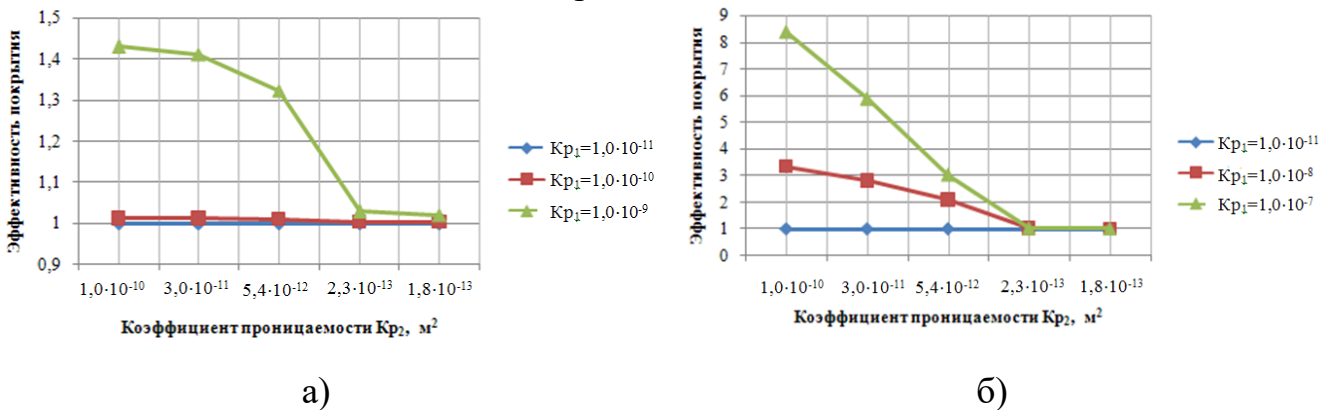 1,5
1,4
1,3
1,2
1,1
1
0,9
Эффективность покрытия
1,0·10⁻¹⁰ 3,0·10⁻¹¹ 5,4·10⁻¹² 2,3·10⁻¹³ 1,8·10⁻¹³
Коэффициент проницаемости Kp₂, м²
Kp₁=1,0·10⁻¹¹
Kp₁=1,0·10⁻¹⁰
Kp₁=1,0·10⁻⁹
а)
9
8
7
6
5
4
3
2
1
0
Эффективность покрытия
1,0·10⁻¹⁰ 3,0·10⁻¹¹ 5,4·10⁻¹² 2,3·10⁻¹³ 1,8·10⁻¹³
Коэффициент проницаемости Kp₂, м²
Kp₁=1,0·10⁻¹¹
Kp₁=1,0·10⁻⁸
Kp₁=1,0·10⁻⁷
б)